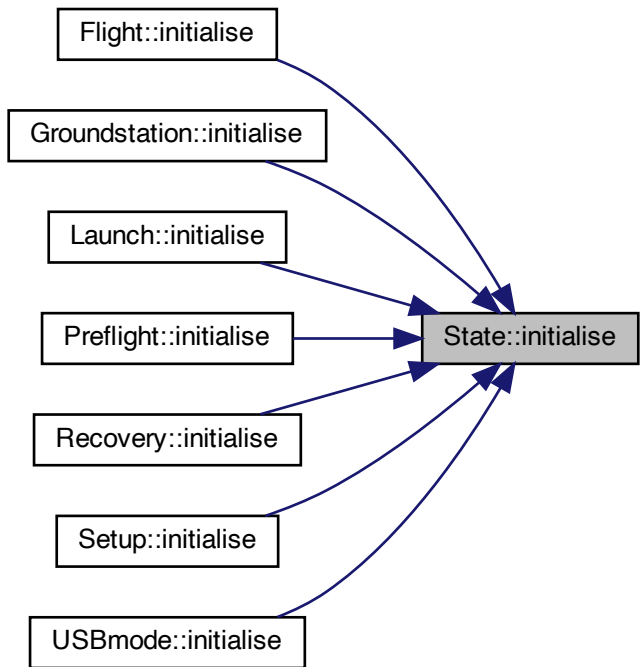 Flight::initialise
Groundstation::initialise
Launch::initialise
Preflight::initialise
State::initialise
Recovery::initialise
Setup::initialise
USBmode::initialise